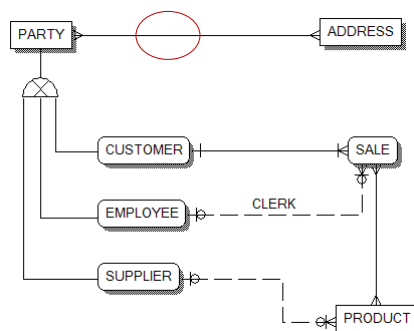 PARTY
ADDRESS
CUSTOMER
SALE
EMPLOYEE
CLERK
SUPPLIER
PRODUCT